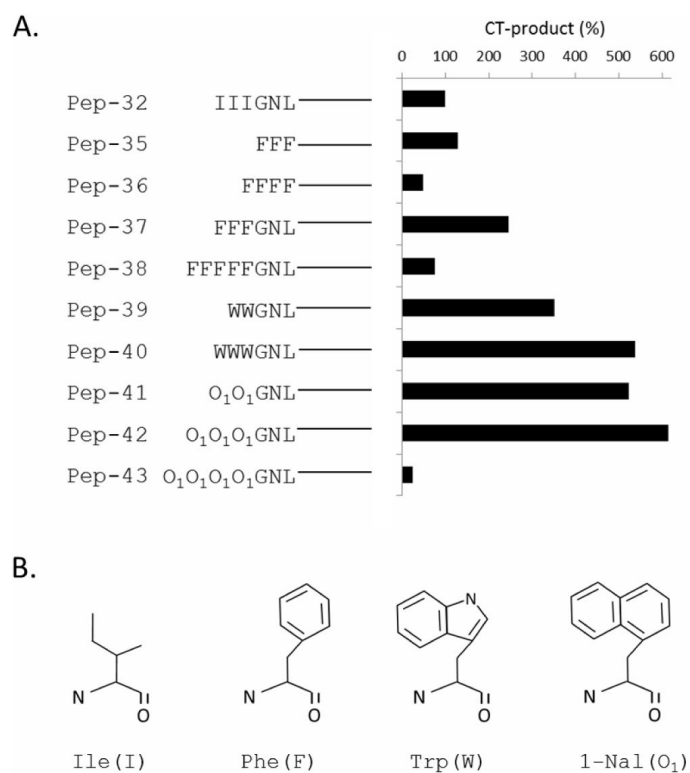 A.
CT-product (%)
0 100 200 300 400 500 600
Pep-32 IIIGNL
Pep-35 FFF
Pep-36 FFFF
Pep-37 FFFGNL
Pep-38 FFFFFGNL
Pep-39 WWGNL
Pep-40 WWWGNL
Pep-41 O₁O₁GNL
Pep-42 O₁O₁O₁GNL
Pep-43 O₁O₁O₁O₁GNL
B.
N O N O N O N O
N
Ile(I) Phe(F) Trp(W) 1-Nal(O₁)